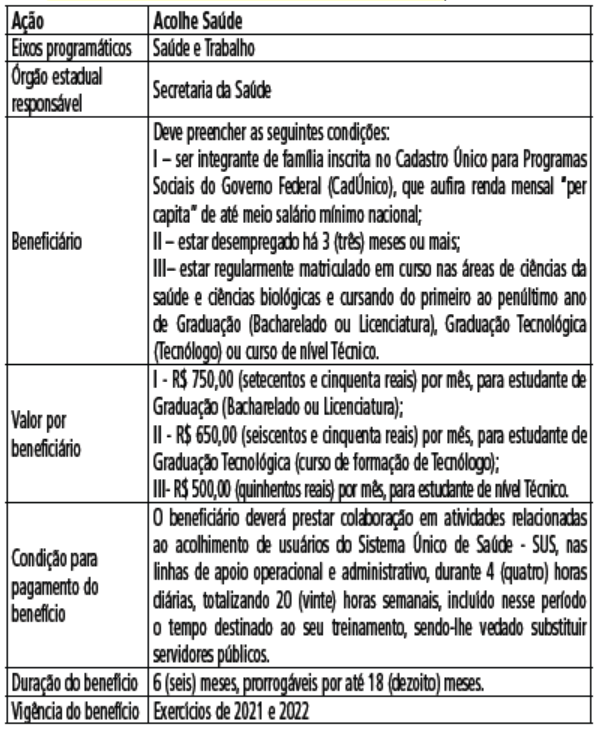 Ação Acolhe Saúde
Eixos programáticos Saúde e Trabalho
Órgão estadual
responsável
Secretaria da Saúde
Beneficiário
Deve preencher as seguintes condições:
I – ser integrante de família inscrita no Cadastro Único para Programas
Sociais do Governo Federal (CadÚnico), que aufira renda mensal "per
capita" de até meio salário mínimo nacional;
II – estar desempregado há 3 (três) meses ou mais;
III– estar regularmente matriculado em curso nas áreas de ciências da
saúde e ciências biológicas e cursando do primeiro ao penúltimo ano
de Graduação (Bacharelado ou Licenciatura), Graduação Tecnológica
(Tecnólogo) ou curso de nível Técnico.
Valor por
beneficiário
I - R$ 750,00 (setecentos e cinquenta reais) por mês, para estudante de
Graduação (Bacharelado ou Licenciatura);
II - R$ 650,00 (seiscentos e cinquenta reais) por mês, para estudante de
Graduação Tecnológica (curso de formação de Tecnólogo);
III- R$ 500,00 (quinhentos reais) por mês, para estudante de nível Técnico.
Condição para
pagamento do
benefício
O beneficiário deverá prestar colaboração em atividades relacionadas
ao acolhimento de usuários do Sistema Único de Saúde - SUS, nas
linhas de apoio operacional e administrativo, durante 4 (quatro) horas
diárias, totalizando 20 (vinte) horas semanais, incluído nesse período
o tempo destinado ao seu treinamento, sendo-lhe vedado substituir
servidores públicos.
Duração do benefício 6 (seis) meses, prorrogáveis por até 18 (dezoito) meses.
Vigência do benefício Exercícios de 2021 e 2022